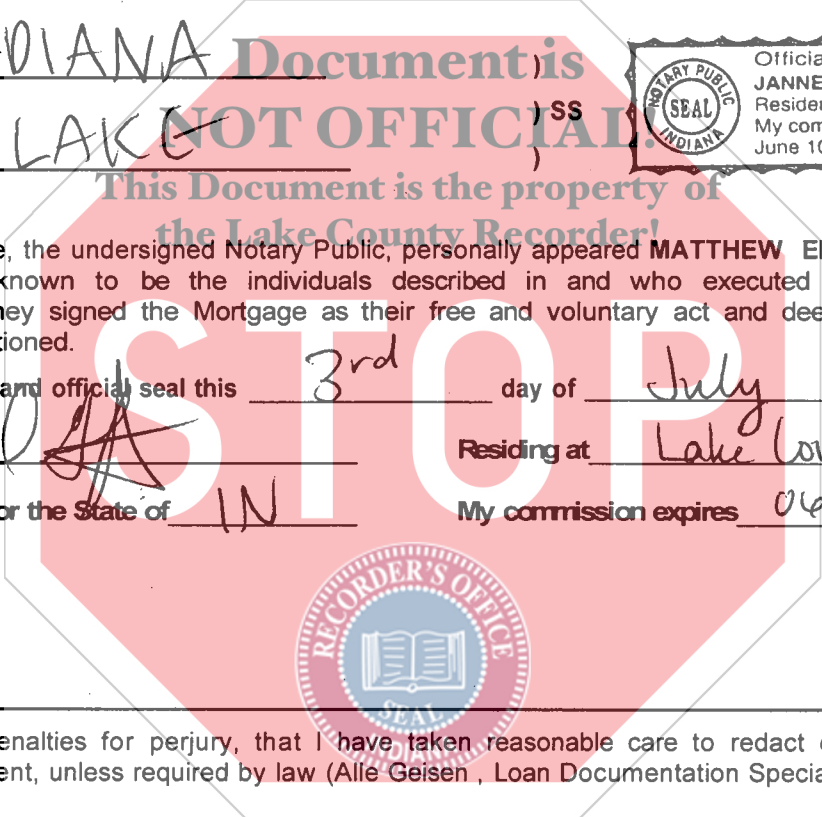 DIANA
Document is
)
Official
JANNE
Resider
My com
June 10
NOTARY PUBLIC
SEAL
INDIANA
LAKE
NOT OFFICIAL!
) SS
)
This Document is the property of
the Lake County Recorder!
e, the undersigned Notary Public, personally appeared MATTHEW
known to be the individuals described in and who executed
hey signed the Mortgage as their free and voluntary act and dee
tioned.
and official seal this 3rd day of July
Residing at Lake Cou
or the State of IN My commission expires 06
STOP
RECORDER'S OFFICE
SEAL
INDIANA
enalties for perjury, that I have taken reasonable care to redact
ent, unless required by law (Alle Geisen , Loan Documentation Specia